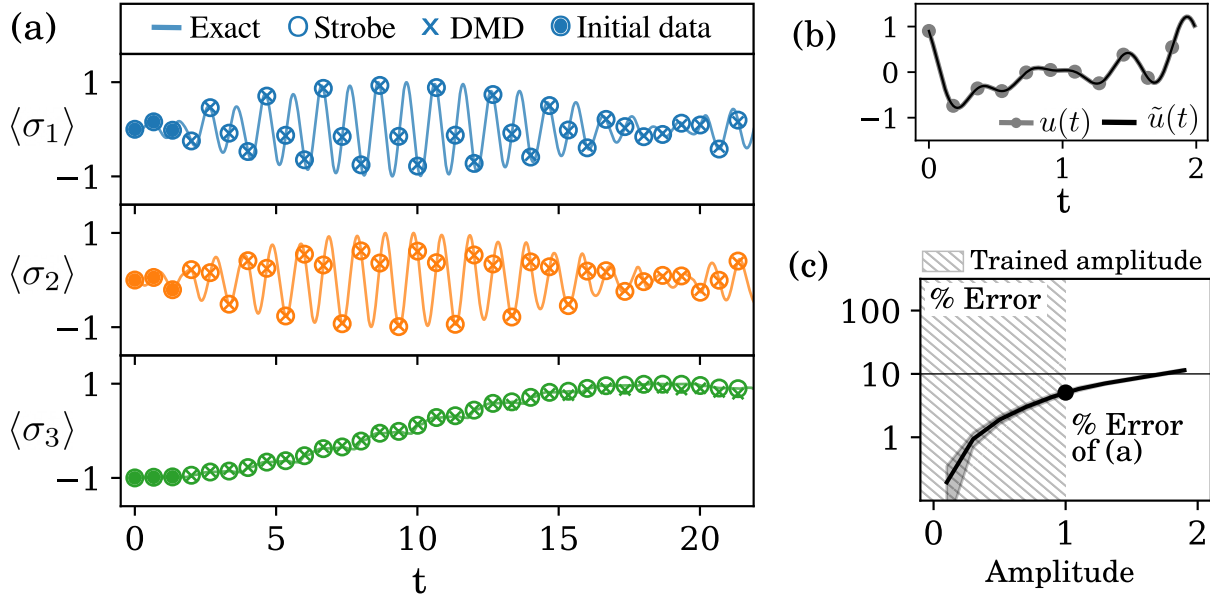 (a)
Exact Strobe DMD Initial data
1
⟨σ1⟩
−1
1
⟨σ2⟩
−1
1
⟨σ3⟩
−1
0 5 10 15 20
t
(b)
1
0
−1
u(t) ũ(t)
0 1 2
t
(c)
Trained amplitude
% Error
100
10
1
% Error
of (a)
0 1 2
Amplitude